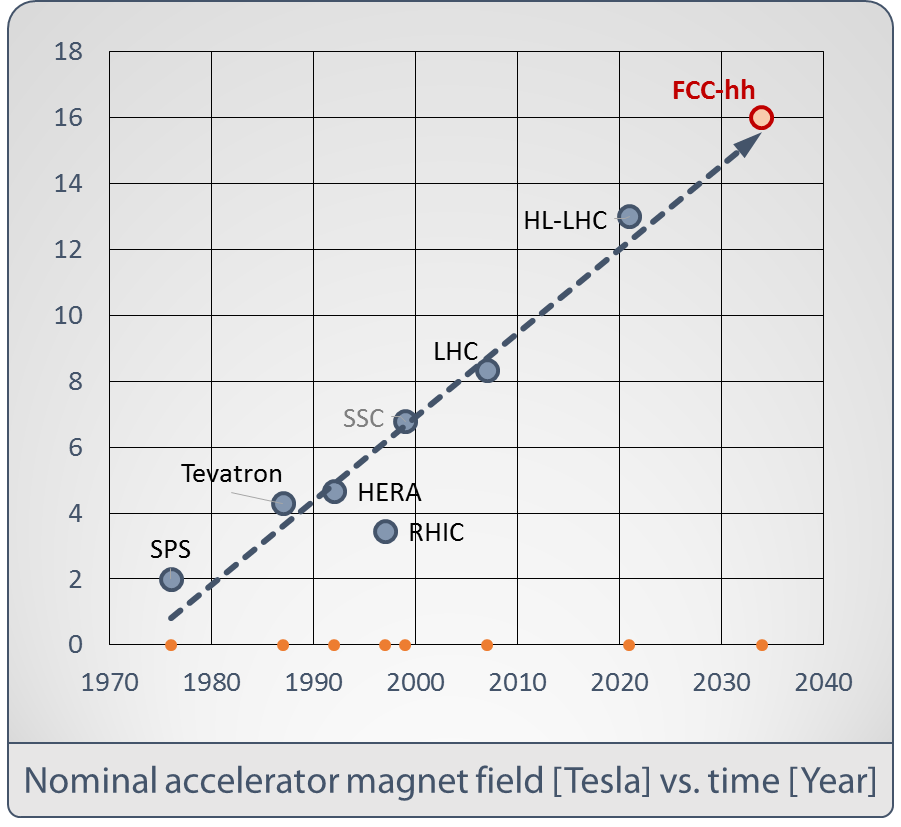 18
FCC-hh
16
14
HL-LHC
12
10
LHC
8
SSC
6
Tevatron
HERA
4
RHIC
SPS
2
0
1970 1980 1990 2000 2010 2020 2030 2040
Nominal accelerator magnet field [Tesla] vs. time [Year]